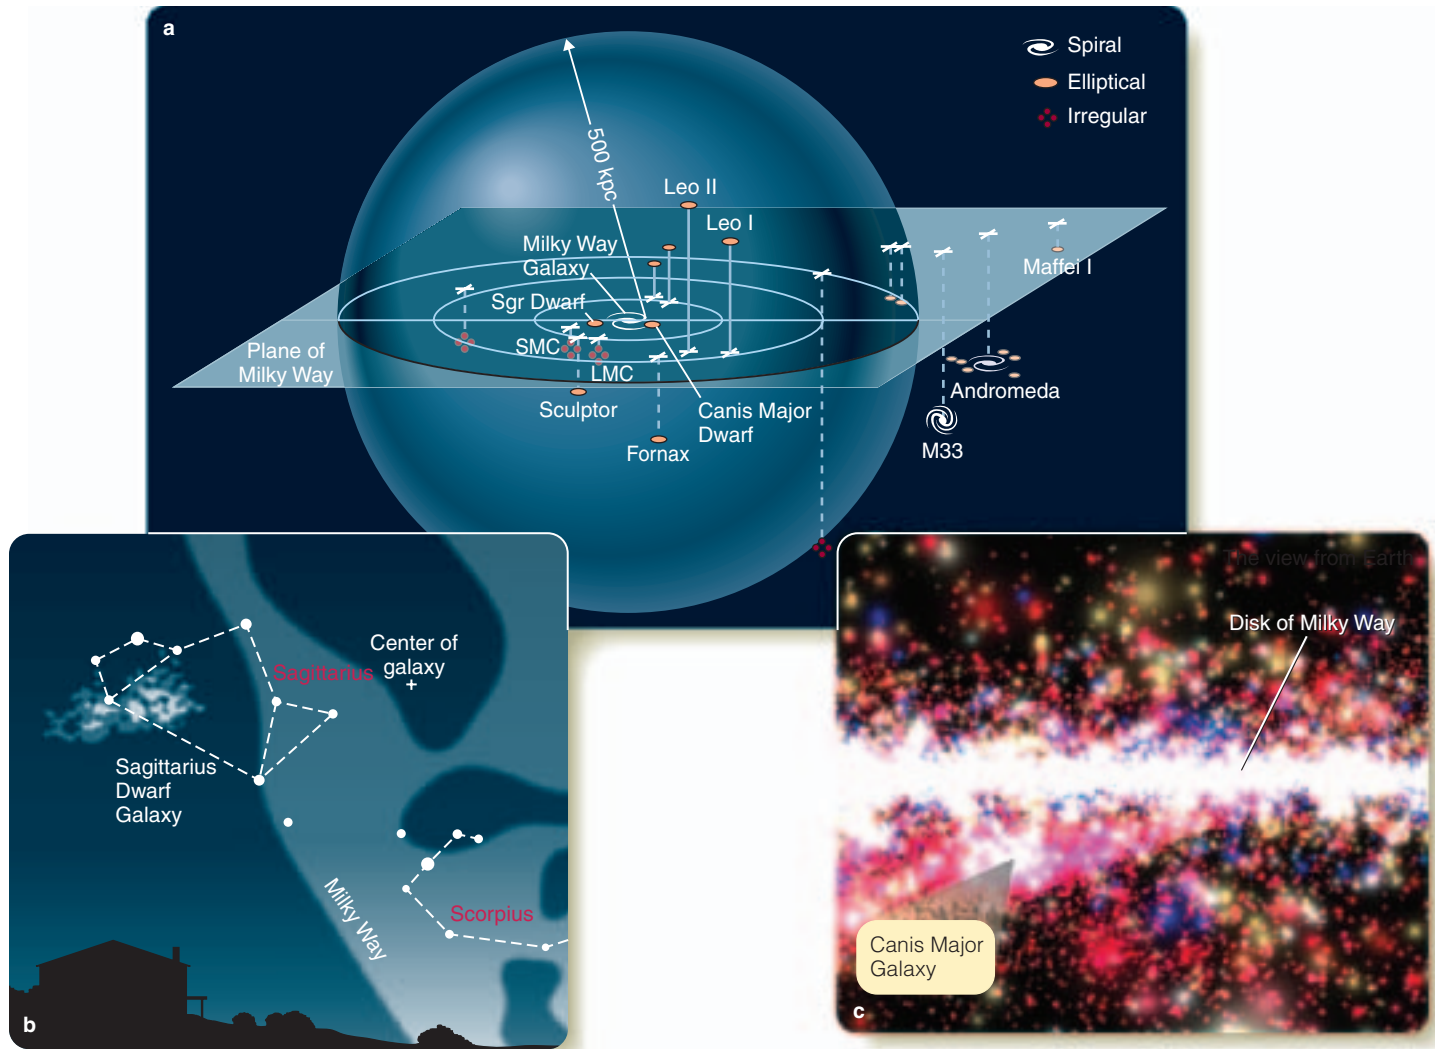 a
Spiral
Elliptical
Irregular
500 kpc
Leo II
Leo I
Milky Way
Galaxy
Sgr Dwarf
SMC
LMC
Plane of
Milky Way
Sculptor
Fornax
Canis Major
Dwarf
Maffei I
Andromeda
M33
Center of
galaxy
+
Sagittarius
Sagittarius
Dwarf
Galaxy
Milky Way
Scorpius
b
The view from Earth
Disk of Milky Way
Canis Major
Galaxy
c